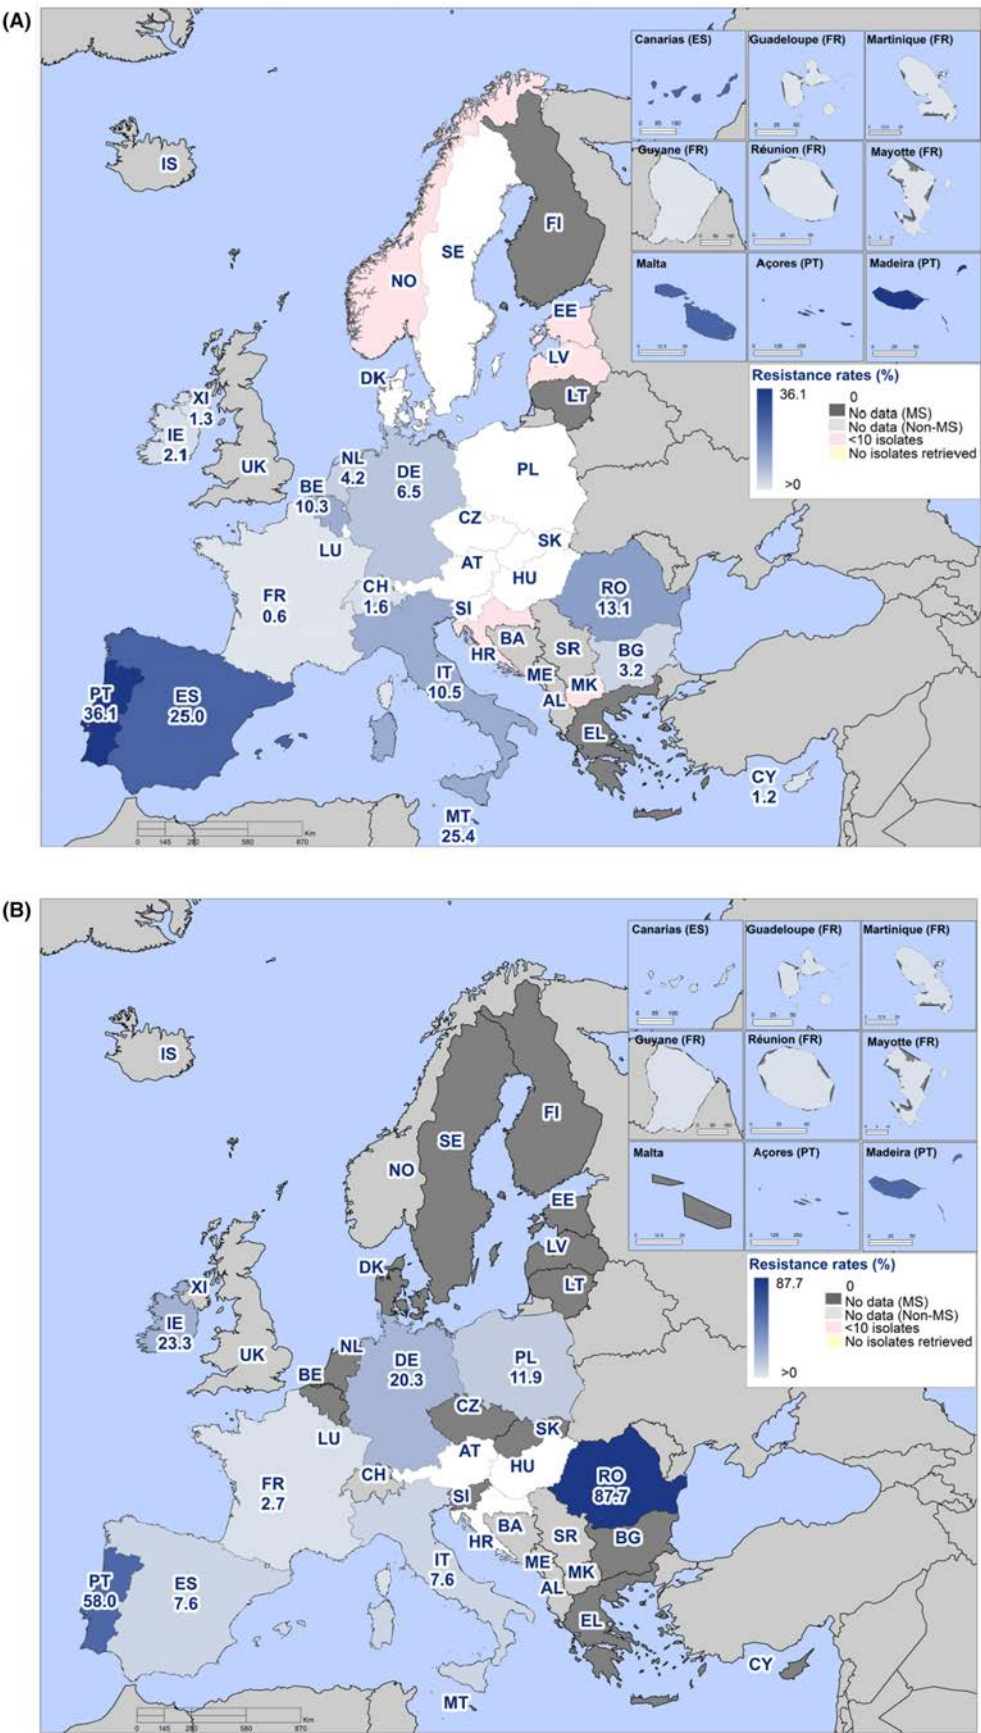 (A)
Canarias (ES)
Guadeloupe (FR)
Martinique (FR)
Guyane (FR)
Réunion (FR)
Mayotte (FR)
Malta
Açores (PT)
Madeira (PT)
Resistance rates (%)
36.1
0
No data (MS)
No data (Non-MS)
<10 isolates
No isolates retrieved
>0
IS
FI
SE
NO
EE
LV
DK
LT
XI
1.3
IE
2.1
UK
NL
4.2
DE
6.5
PL
BE
10.3
CZ
LU
SK
AT
HU
CH
1.6
FR
0.6
RO
13.1
SI
BA
SR
BG
3.2
HR
ME
MK
IT
10.5
AL
PT
36.1
ES
25.0
EL
CY
1.2
MT
25.4
Km
0 145 290 580 870
(B)
Canarias (ES)
Guadeloupe (FR)
Martinique (FR)
Guyane (FR)
Réunion (FR)
Mayotte (FR)
Malta
Açores (PT)
Madeira (PT)
Resistance rates (%)
87.7
0
No data (MS)
No data (Non-MS)
<10 isolates
No isolates retrieved
>0
IS
FI
SE
NO
EE
LV
DK
LT
XI
IE
23.3
UK
NL
DE
20.3
PL
11.9
BE
CZ
LU
SK
AT
HU
CH
FR
2.7
RO
87.7
SI
BA
SR
BG
HR
ME
MK
IT
7.6
AL
PT
58.0
ES
7.6
EL
CY
MT
Km
0 145 290 580 870